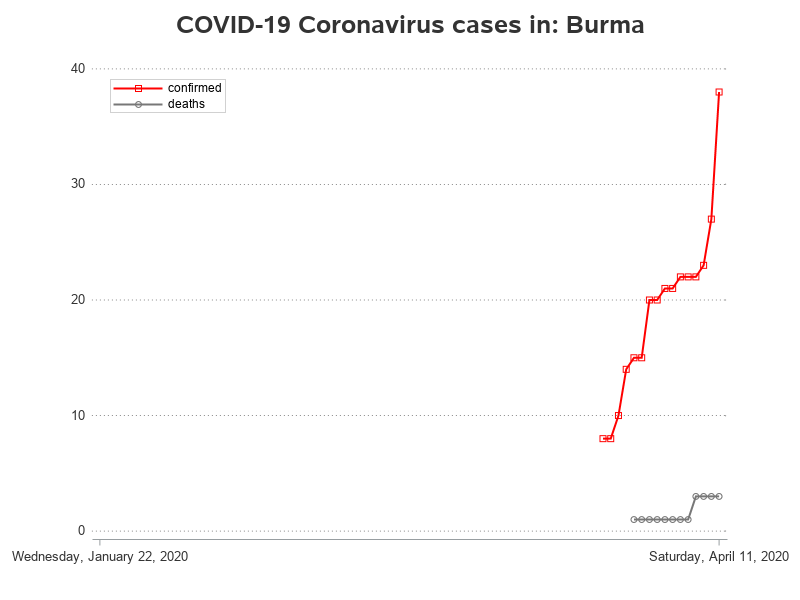 COVID-19 Coronavirus cases in: Burma
40
confirmed
deaths
30
20
10
0
Wednesday, January 22, 2020
Saturday, April 11, 2020